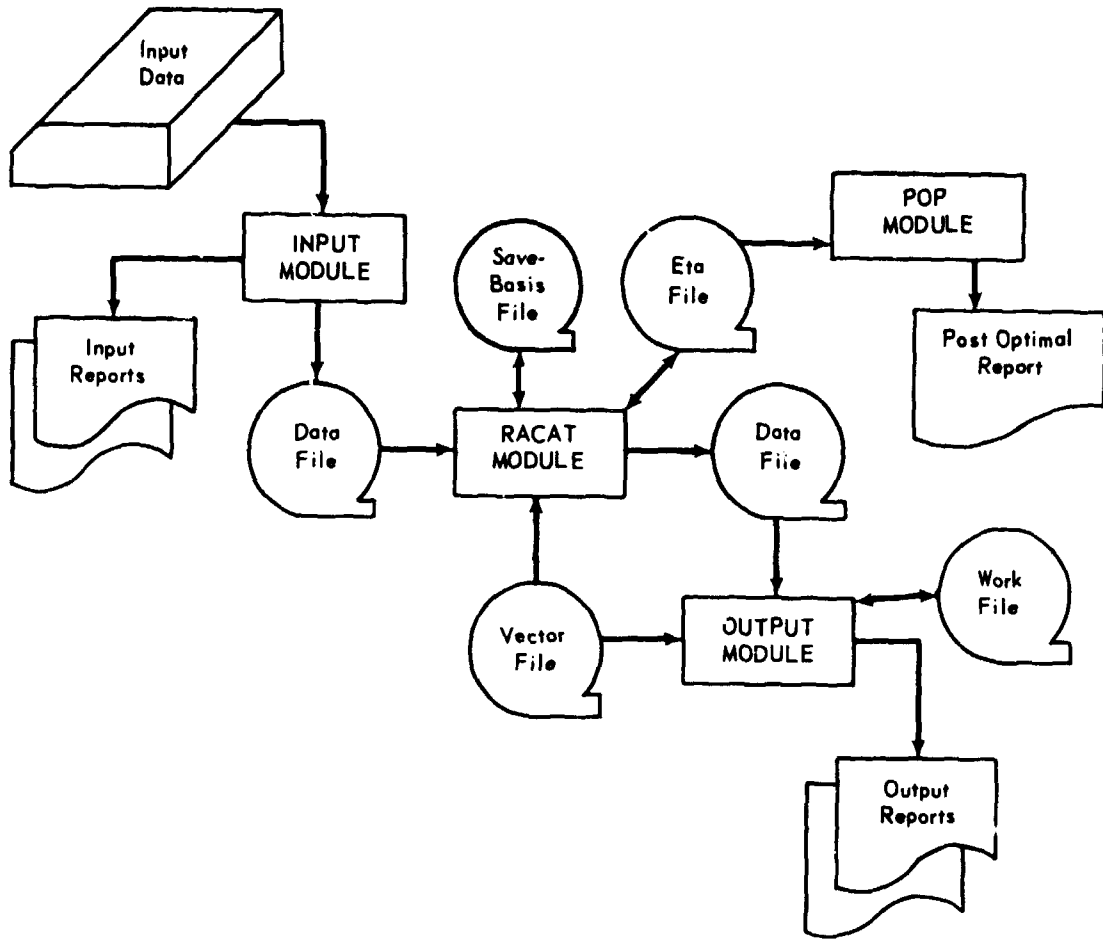 Input
Data
INPUT
MODULE
Input
Reports
Data
File
Save-
Basis
File
Eta
File
POP
MODULE
Post Optimal
Report
RACAT
MODULE
Data
File
Vector
File
OUTPUT
MODULE
Work
File
Output
Reports